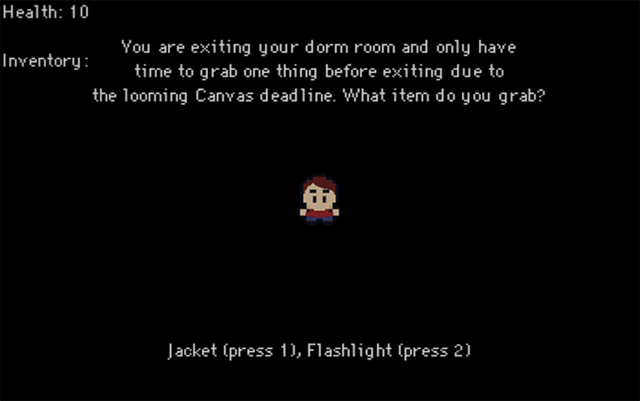 Health: 10
Inventory:
You are exiting your dorm room and only have
time to grab one thing before exiting due to
the looming Canvas deadline. What item do you grab?
Jacket (press 1), Flashlight (press 2)